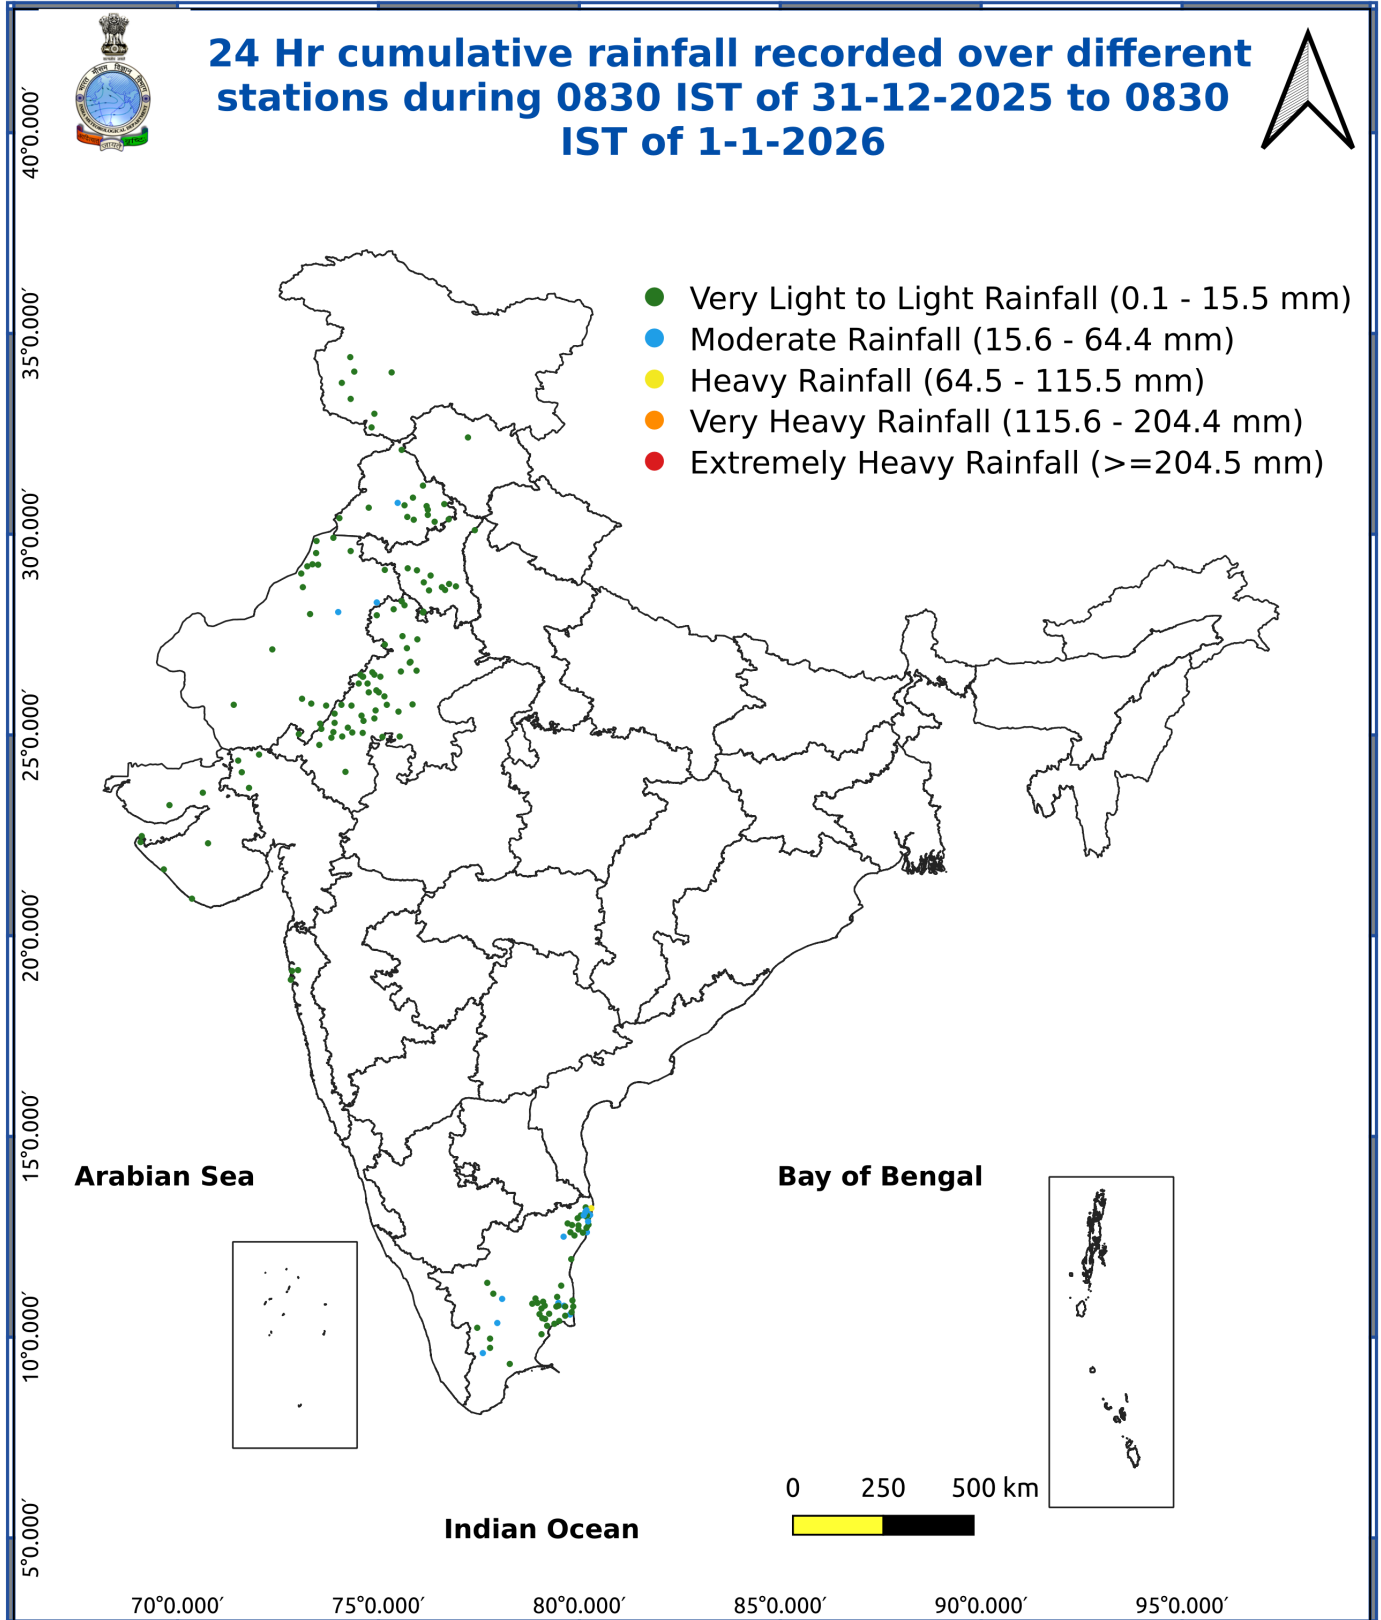 24 Hr cumulative rainfall recorded over different
stations during 0830 IST of 31-12-2025 to 0830
IST of 1-1-2026
Very Light to Light Rainfall (0.1 - 15.5 mm)
Moderate Rainfall (15.6 - 64.4 mm)
Heavy Rainfall (64.5 - 115.5 mm)
Very Heavy Rainfall (115.6 - 204.4 mm)
Extremely Heavy Rainfall (>=204.5 mm)
40°0.000′
35°0.000′
30°0.000′
25°0.000′
20°0.000′
15°0.000′
10°0.000′
5°0.000′
Arabian Sea
Bay of Bengal
Indian Ocean
0 250 500 km
70°0.000′ 75°0.000′ 80°0.000′ 85°0.000′ 90°0.000′ 95°0.000′